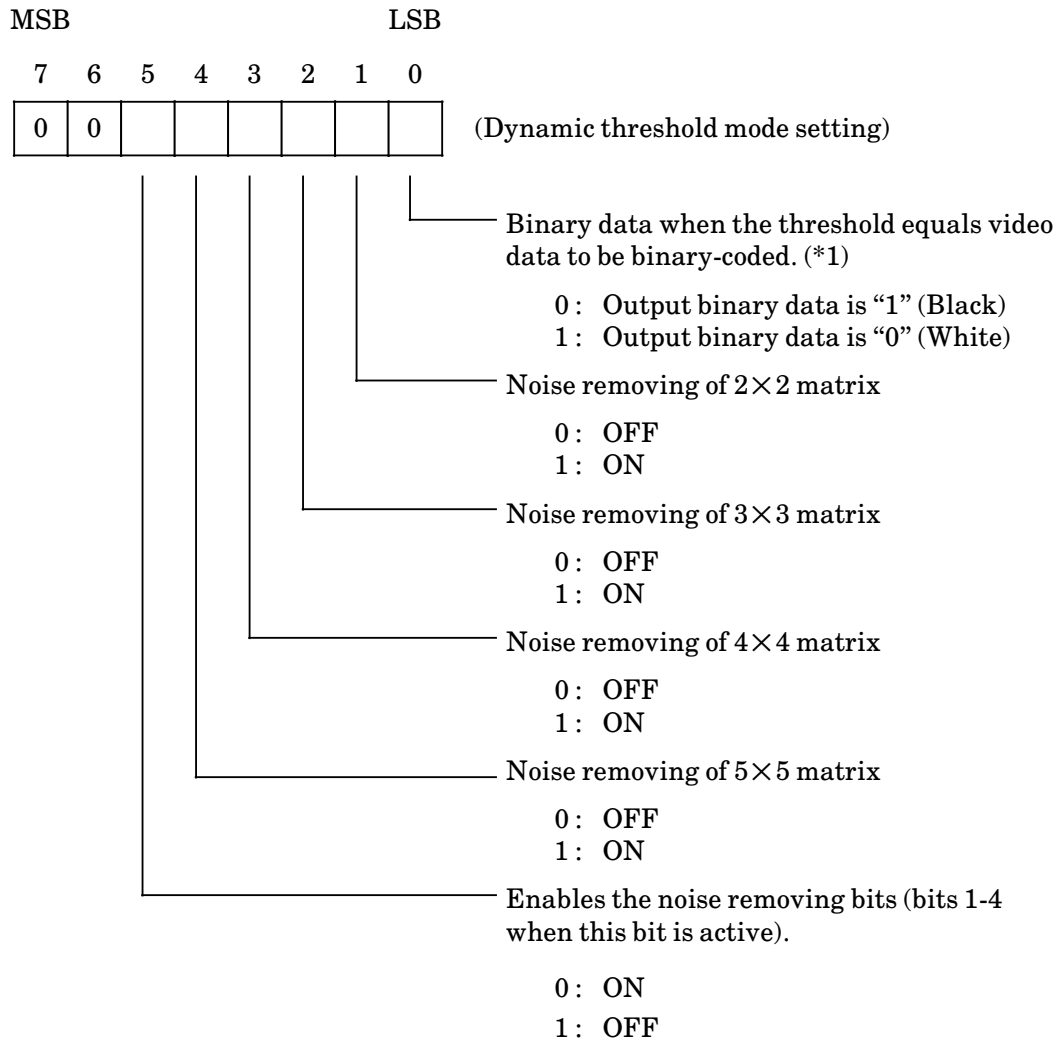 MSB LSB
7 6 5 4 3 2 1 0
0 0 (Dynamic threshold mode setting)
Binary data when the threshold equals video
data to be binary-coded. (*1)
0 : Output binary data is “1” (Black)
1 : Output binary data is “0” (White)
Noise removing of 2×2 matrix
0 : OFF
1 : ON
Noise removing of 3×3 matrix
0 : OFF
1 : ON
Noise removing of 4×4 matrix
0 : OFF
1 : ON
Noise removing of 5×5 matrix
0 : OFF
1 : ON
Enables the noise removing bits (bits 1-4
when this bit is active).
0 : ON
1 : OFF